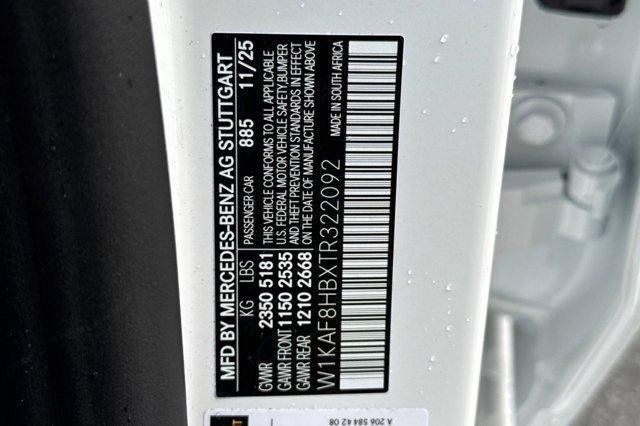 MFD BY MERCEDES-BENZ AG STUTTGART
PASSENGER CAR 885 11/25
KG LBS
THIS VEHICLE CONFORMS TO ALL APPLICABLE
U.S. FEDERAL MOTOR VEHICLE SAFETY,BUMPER
AND THEFT PREVENTION STANDARDS IN EFFECT
ON THE DATE OF MANUFACTURE SHOWN ABOVE
GVWR 2350 5181
GAWR FRONT 1150 2535
GAWR REAR 1210 2668
MADE IN SOUTH AFRICA
W1KAF8HBXTR322092
A 206 584 42 08